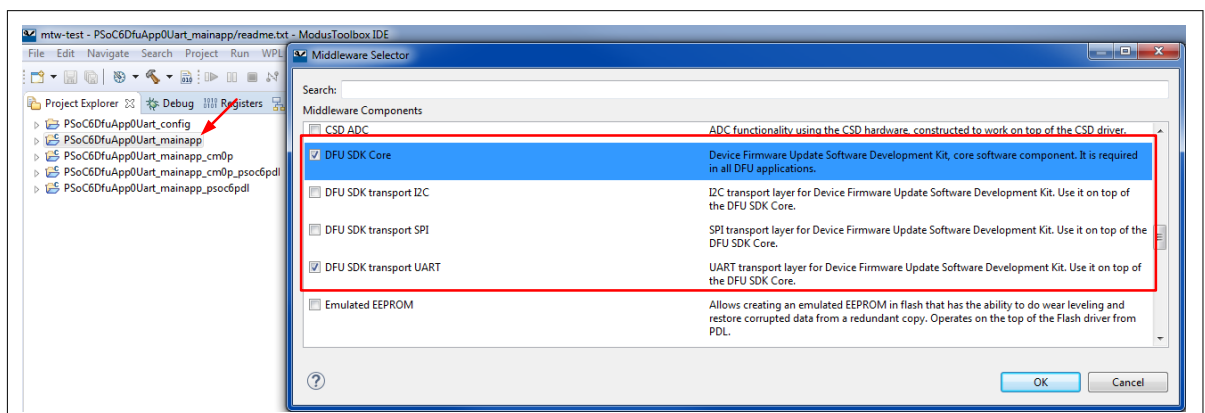 mtw-test - PSoC6DfuApp0Uart_mainapp/readme.txt - ModusToolbox IDE
File Edit Navigate Search Project Run WPL
Middleware Selector
Search:
Middleware Components
Project Explorer Debug Registers
PSoC6DfuApp0Uart_config
PSoC6DfuApp0Uart_mainapp
PSoC6DfuApp0Uart_mainapp_cm0p
PSoC6DfuApp0Uart_mainapp_cm0p_psoc6pdl
PSoC6DfuApp0Uart_mainapp_psoc6pdl
CSD ADC
ADC functionality using the CSD hardware, constructed to work on top of the CSD driver.
DFU SDK Core
Device Firmware Update Software Development Kit, core software component. It is required
in all DFU applications.
DFU SDK transport I2C
I2C transport layer for Device Firmware Update Software Development Kit. Use it on top of
the DFU SDK Core.
DFU SDK transport SPI
SPI transport layer for Device Firmware Update Software Development Kit. Use it on top of the
DFU SDK Core.
DFU SDK transport UART
UART transport layer for Device Firmware Update Software Development Kit. Use it on top of
the DFU SDK Core.
Emulated EEPROM
Allows creating an emulated EEPROM in flash that has the ability to do wear leveling and
restore corrupted data from a redundant copy. Operates on the top of the Flash driver from
PDL.
OK Cancel